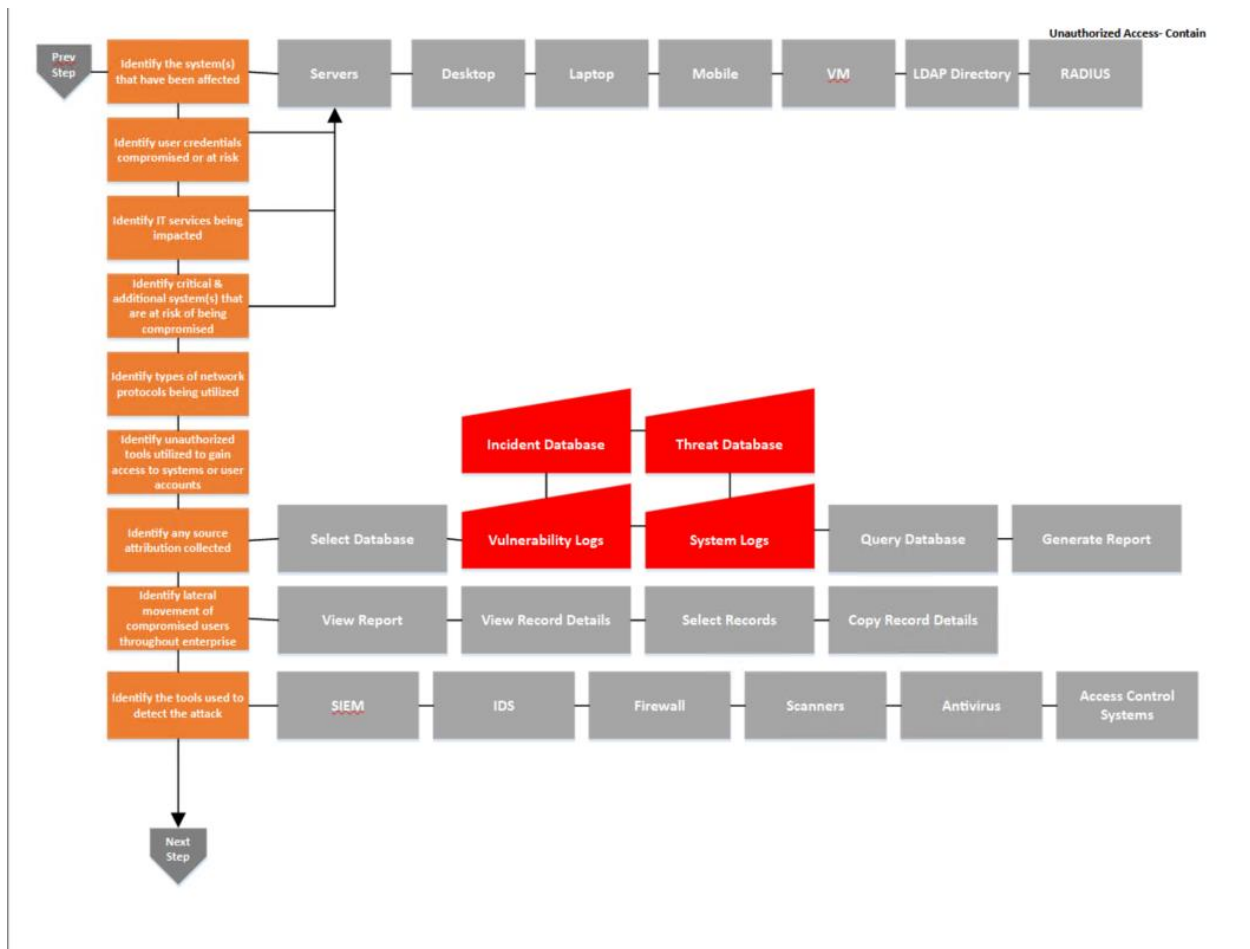 Unauthorized Access- Contain
Prev
Step
Identify the system(s)
that have been affected
Servers
Desktop
Laptop
Mobile
VM
LDAP Directory
RADIUS
Identify user credentials
compromised or at risk
Identify IT services being
impacted
Identify critical &
additional system(s) that
are at risk of being
compromised
Identify types of network
protocols being utilized
Identify unauthorized
tools utilized to gain
access to systems or user
accounts
Incident Database
Threat Database
Identify any source
attribution collected
Select Database
Vulnerability Logs
System Logs
Query Database
Generate Report
Identify lateral
movement of
compromised users
throughout enterprise
View Report
View Record Details
Select Records
Copy Record Details
Identify the tools used to
detect the attack
SIEM
IDS
Firewall
Scanners
Antivirus
Access Control
Systems
Next
Step